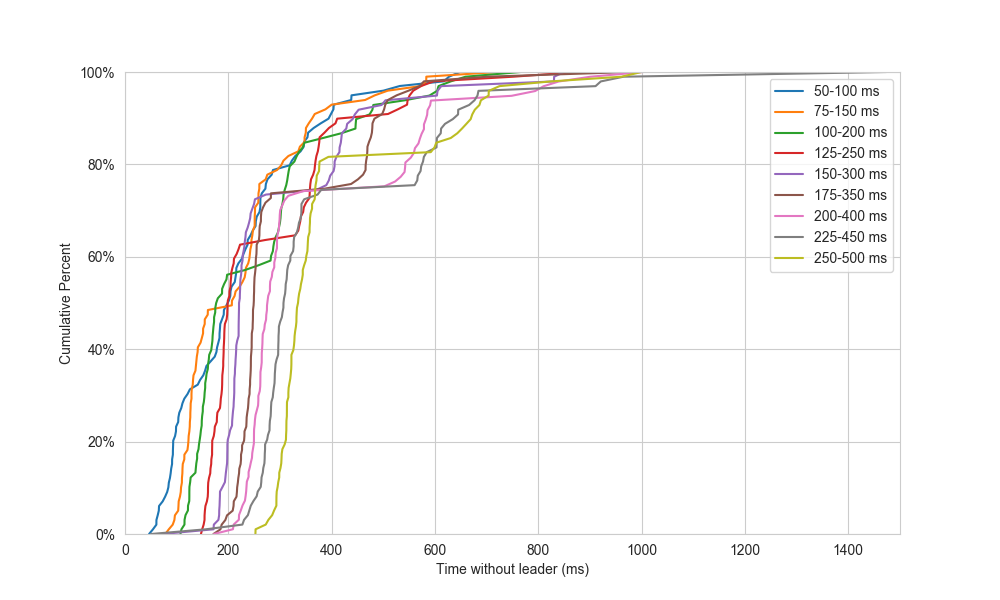 100%
80%
60%
40%
20%
0%
Cumulative Percent
0 200 400 600 800 1000 1200 1400
Time without leader (ms)
50-100 ms
75-150 ms
100-200 ms
125-250 ms
150-300 ms
175-350 ms
200-400 ms
225-450 ms
250-500 ms